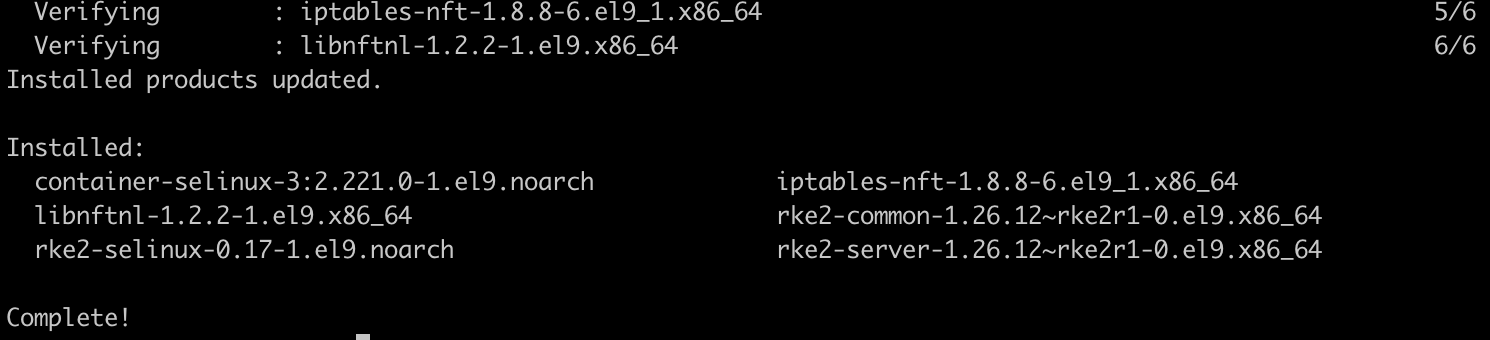 Verifying : iptables-nft-1.8.8-6.el9_1.x86_64 5/6
Verifying : libnftnl-1.2.2-1.el9.x86_64 6/6
Installed products updated.
Installed:
container-selinux-3:2.221.0-1.el9.noarch iptables-nft-1.8.8-6.el9_1.x86_64
libnftnl-1.2.2-1.el9.x86_64 rke2-common-1.26.12~rke2r1-0.el9.x86_64
rke2-selinux-0.17-1.el9.noarch rke2-server-1.26.12~rke2r1-0.el9.x86_64
Complete!